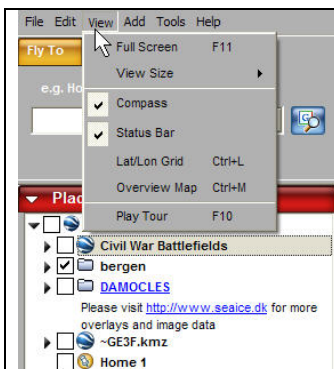 File Edit View Add Tools Help
Fly To
Full Screen F11
View Size
e.g. Ho
Compass
Status Bar
Lat/Lon Grid Ctrl+L
Overview Map Ctrl+M
Play Tour F10
Plac
Civil War Battlefields
bergen
DAMOCLES
Please visit http://www.seaice.dk for more
overlays and image data
~GE3F.kmz
Home 1